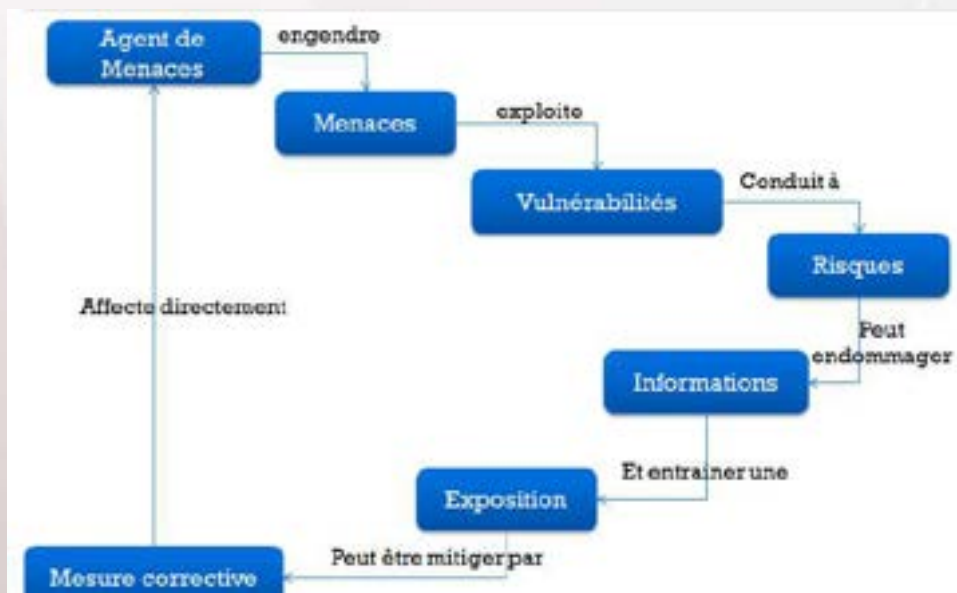 Agent de
Menaces
engendre
Menaces
exploite
Vulnérabilités
Conduit à
Risques
Peut
endommager
Informations
Et entrainer une
Exposition
Peut être mitiger par
Mesure corrective
Affecte directement